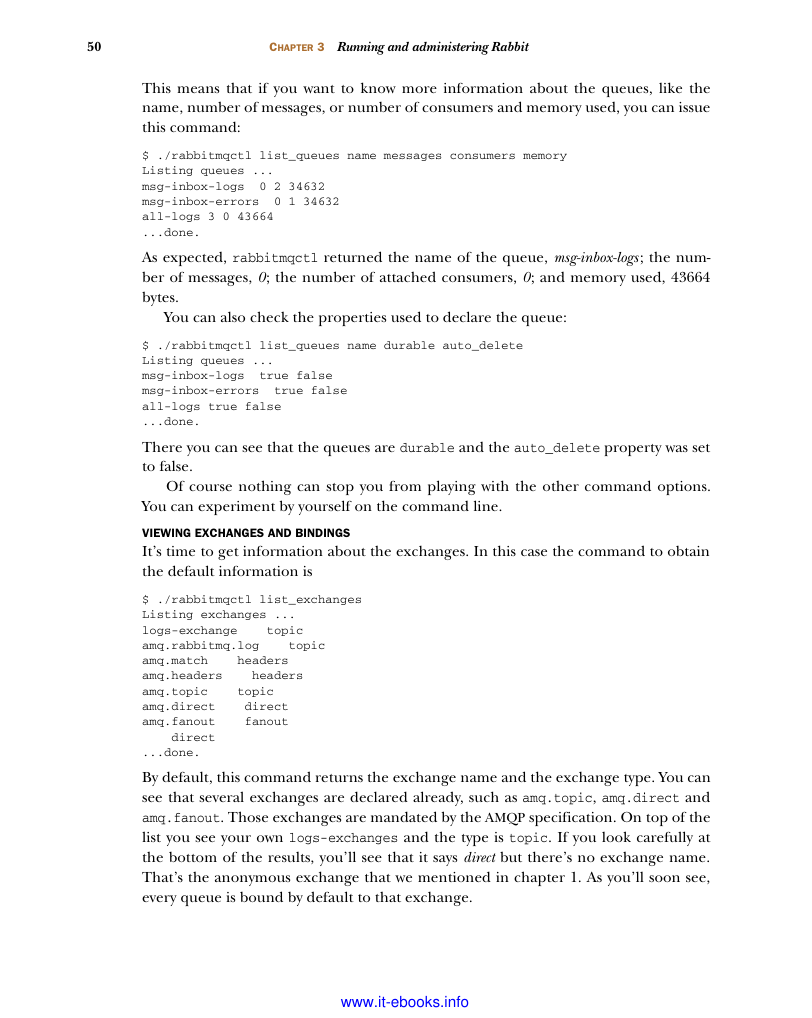 50 CHAPTER 3 Running and administering Rabbit
This means that if you want to know more information about the queues, like the
name, number of messages, or number of consumers and memory used, you can issue
this command:
$ ./rabbitmqctl list_queues name messages consumers memory
Listing queues ...
msg-inbox-logs  0 2 34632
msg-inbox-errors  0 1 34632
all-logs 3 0 43664
...done.
As expected, rabbitmqctl returned the name of the queue, msg-inbox-logs; the num-
ber of messages, 0; the number of attached consumers, 0; and memory used, 43664
bytes.
You can also check the properties used to declare the queue:
$ ./rabbitmqctl list_queues name durable auto_delete
Listing queues ...
msg-inbox-logs  true false
msg-inbox-errors  true false
all-logs true false
...done.
There you can see that the queues are durable and the auto_delete property was set
to false.
Of course nothing can stop you from playing with the other command options.
You can experiment by yourself on the command line.
VIEWING EXCHANGES AND BINDINGS
It's time to get information about the exchanges. In this case the command to obtain
the default information is
$ ./rabbitmqctl list_exchanges
Listing exchanges ...
logs-exchange    topic
amq.rabbitmq.log    topic
amq.match    headers
amq.headers    headers
amq.topic    topic
amq.direct    direct
amq.fanout    fanout
    direct
...done.
By default, this command returns the exchange name and the exchange type. You can
see that several exchanges are declared already, such as amq.topic, amq.direct and
amq.fanout. Those exchanges are mandated by the AMQP specification. On top of the
list you see your own logs-exchanges and the type is topic. If you look carefully at
the bottom of the results, you'll see that it says direct but there's no exchange name.
That's the anonymous exchange that we mentioned in chapter 1. As you'll soon see,
every queue is bound by default to that exchange.
www.it-ebooks.info